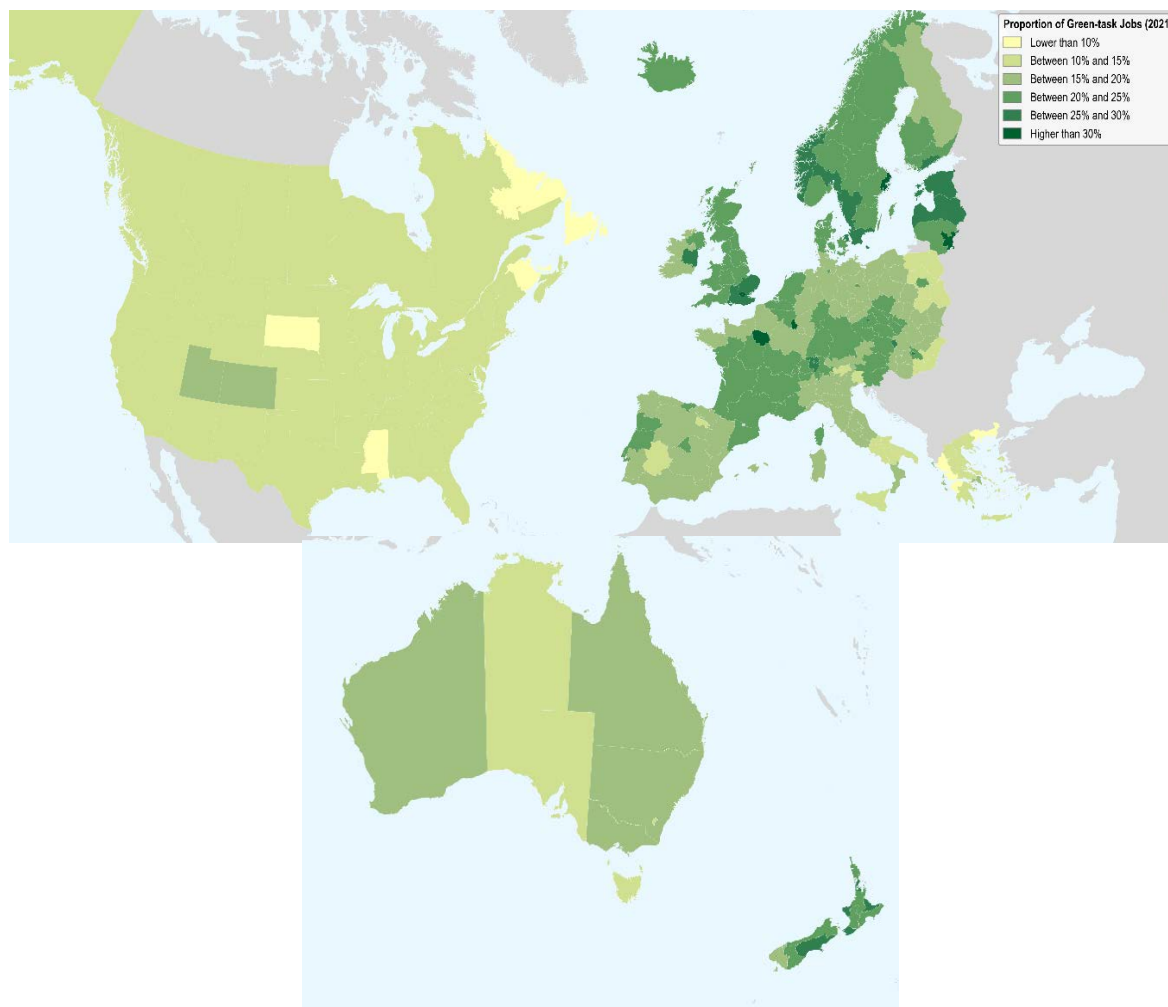 Proportion of Green-task Jobs (2021
Lower than 10%
Between 10% and 15%
Between 15% and 20%
Between 20% and 25%
Between 25% and 30%
Higher than 30%